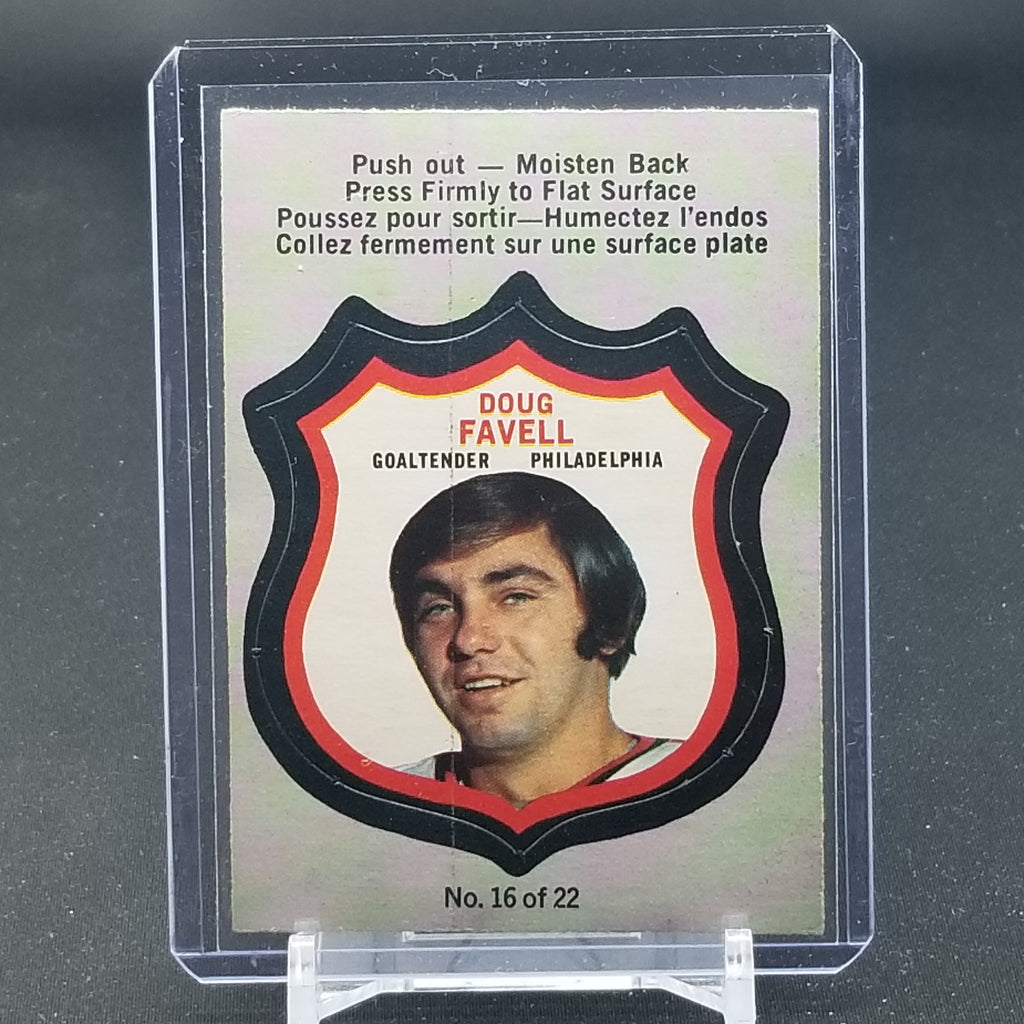 Push out — Moisten Back
Press Firmly to Flat Surface
Poussez pour sortir—Humectez l'endos
Collez fermement sur une surface plate
DOUG
FAVELL
GOALTENDER PHILADELPHIA
No. 16 of 22